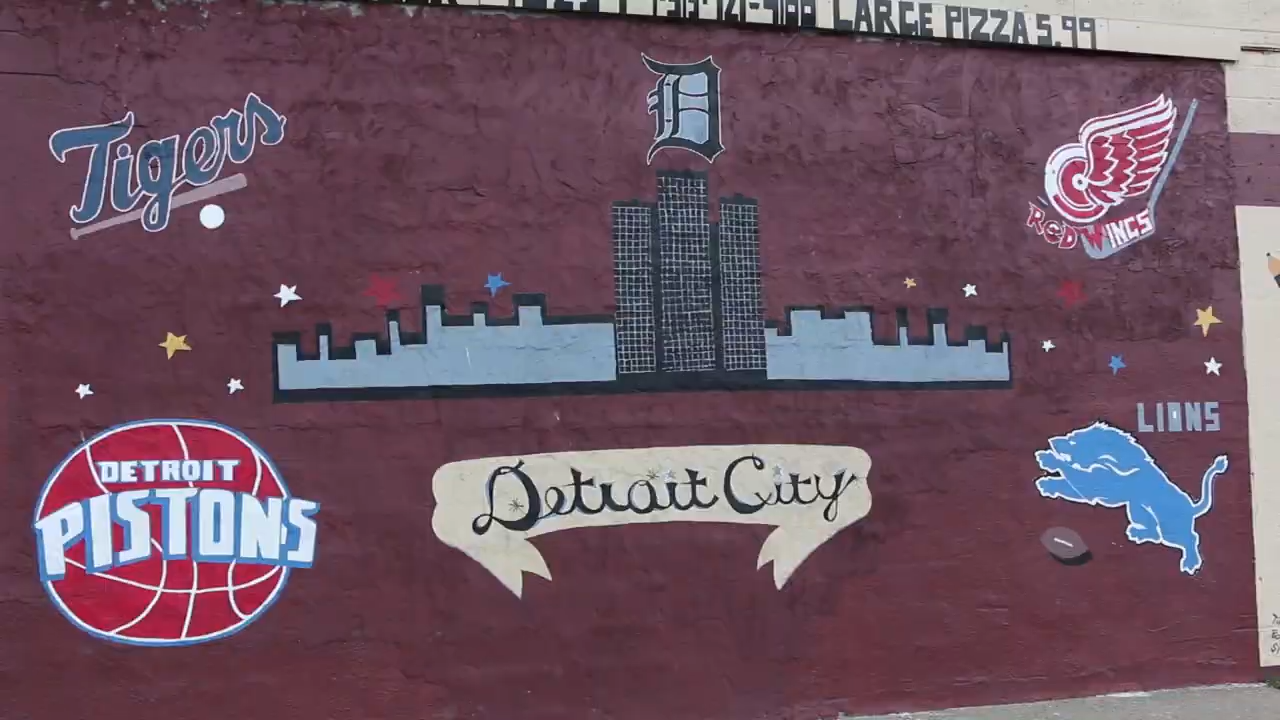 LARGE PIZZA 5.99
D
Tigers
RED WINGS
LIONS
DETROIT
PISTONS
Detroit City